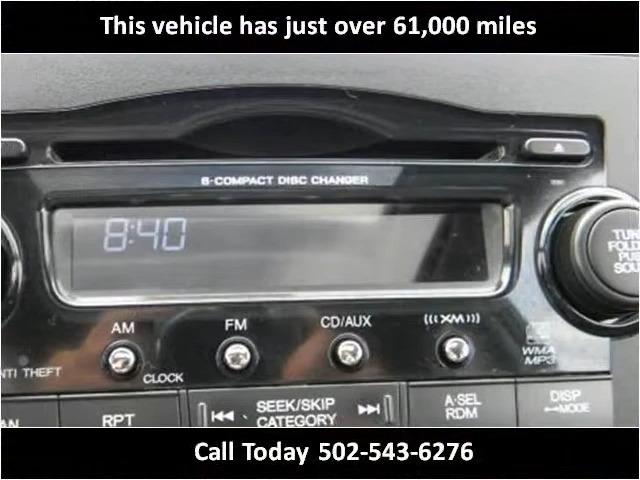 This vehicle has just over 61,000 miles
6-COMPACT DISC CHANGER
8:40
TUNE
FOLDER
PUSH
SOUND
AM
FM
CD/AUX
(((XM)))
WMA
MP3
ANTI THEFT
CLOCK
RPT
SEEK/SKIP
CATEGORY
A·SEL
RDM
DISP
MODE
Call Today 502-543-6276